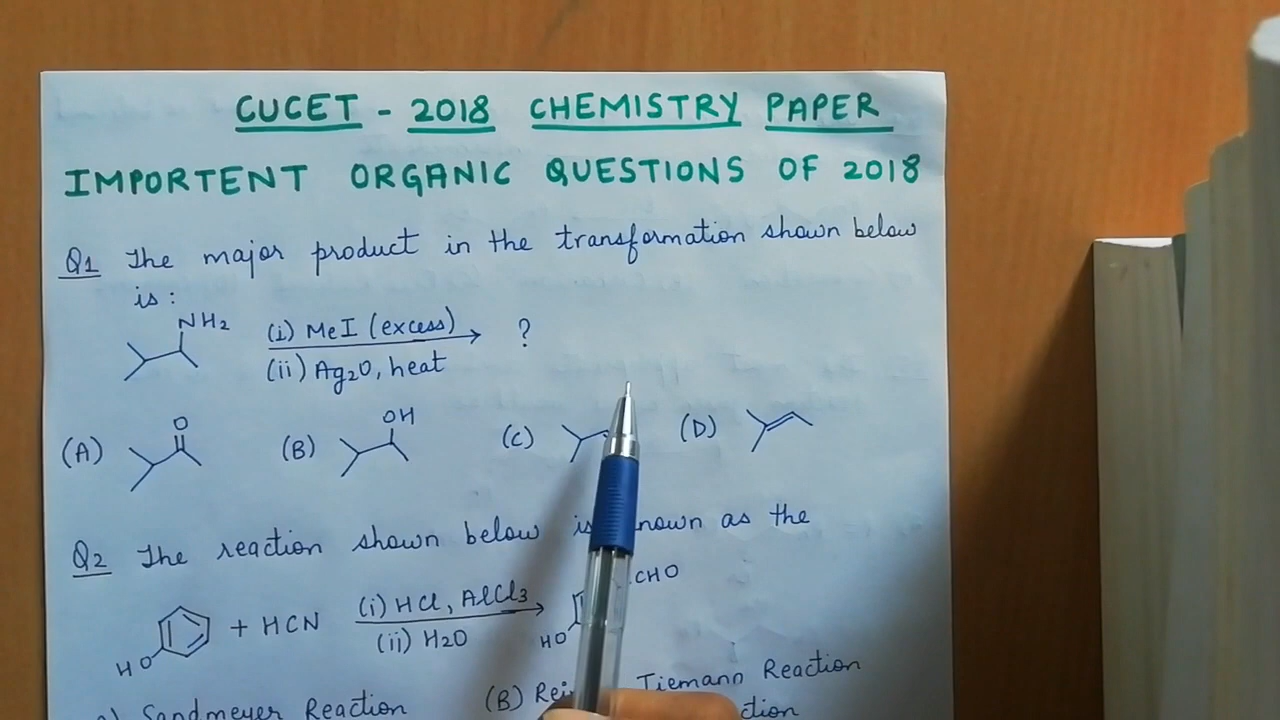 CUCET - 2018 CHEMISTRY PAPER
IMPORTENT ORGANIC QUESTIONS OF 2018
Q1 The major product in the transformation shown below
is :
NH2
(i) MeI (excess)
(ii) Ag2O, heat
?
(A) O
(B) OH
(C)
(D)
Q2 The reaction shown below as the
HO + HCN
(i) HCl, AlCl3
(ii) H2O
HO CHO
Sandmeyer Reaction
(B) Tiemann Reaction